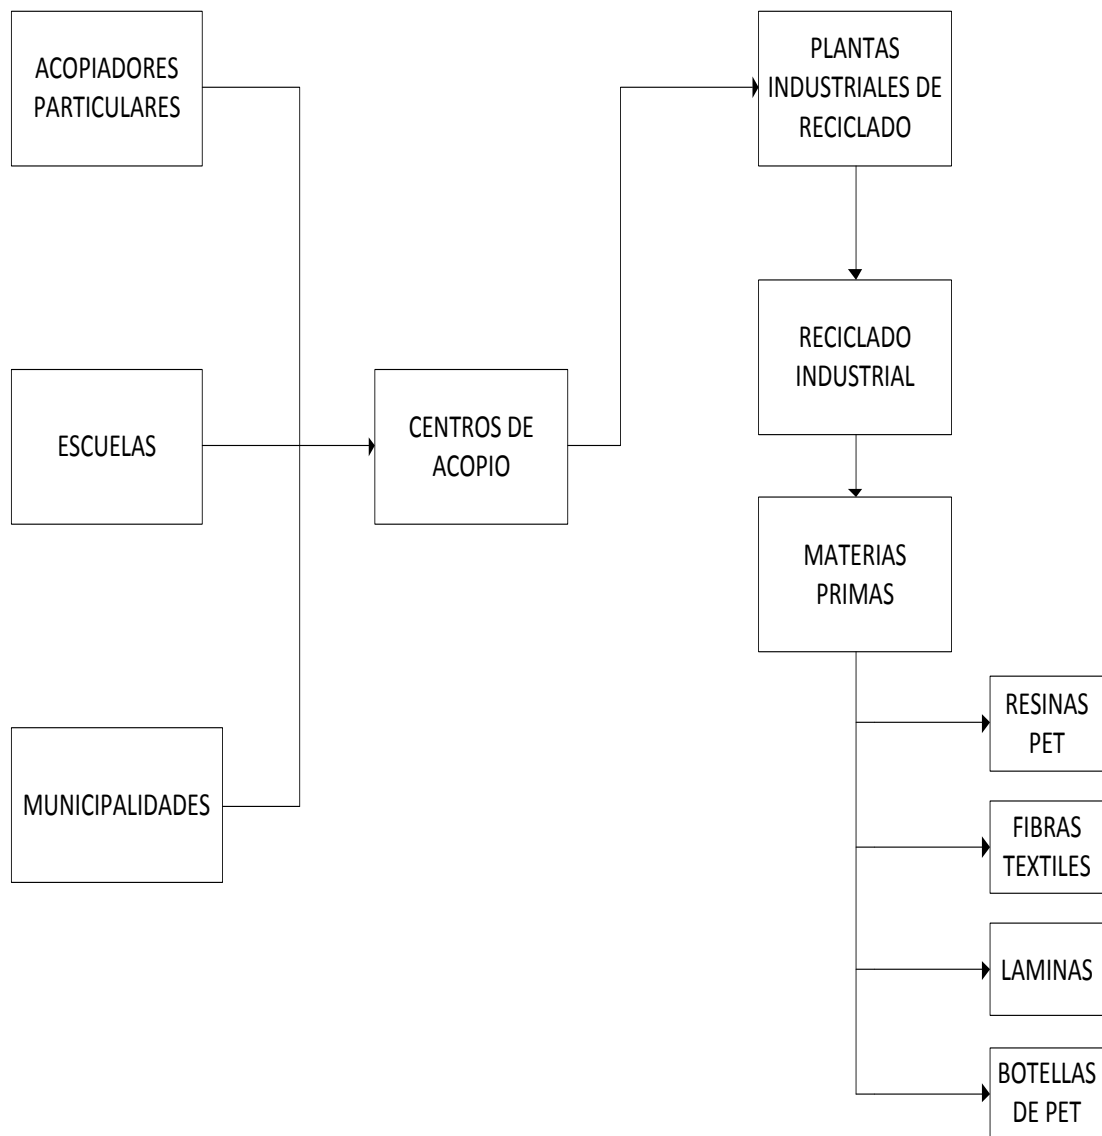 ACOPIADORES
PARTICULARES
ESCUELAS
MUNICIPALIDADES
CENTROS DE
ACOPIO
PLANTAS
INDUSTRIALES DE
RECICLADO
RECICLADO
INDUSTRIAL
MATERIAS
PRIMAS
RESINAS
PET
FIBRAS
TEXTILES
LAMINAS
BOTELLAS
DE PET